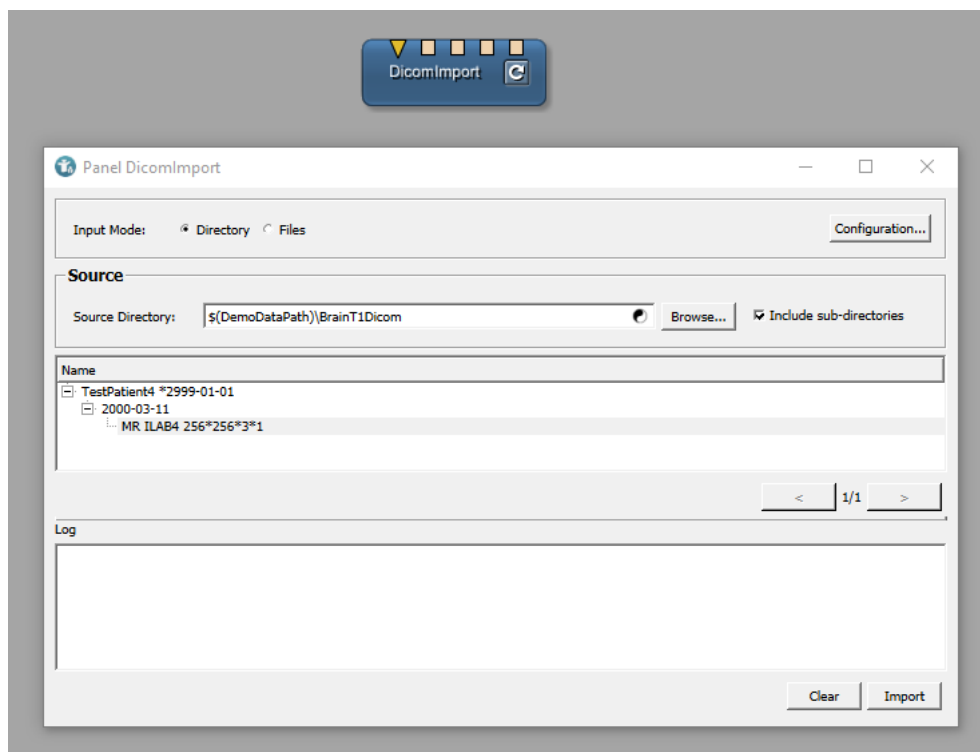 DicomImport
Panel DicomImport
Input Mode: Directory Files Configuration...
Source
Source Directory: $(DemoDataPath)\BrainT1Dicom Browse... Include sub-directories
Name
TestPatient4 *2999-01-01
2000-03-11
MR ILAB4 256*256*3*1
< 1/1 >
Log
Clear Import